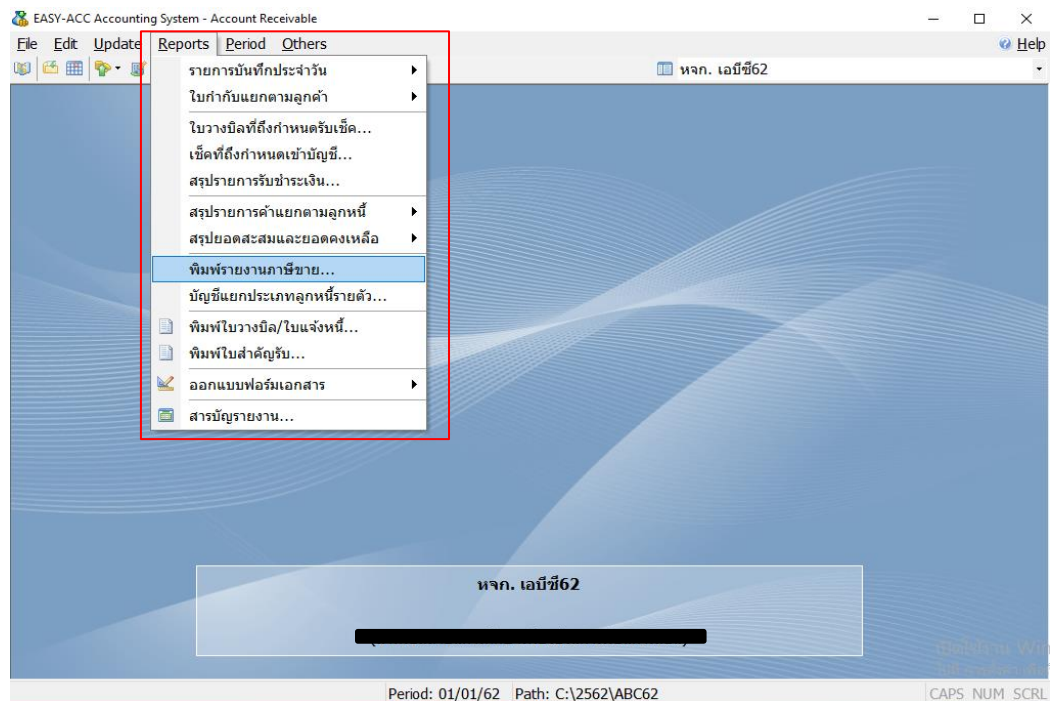 EASY-ACC Accounting System - Account Receivable
File Edit Update Reports Period Others Help
หจก. เอบีซี62
รายการบันทึกประจำวัน
ใบกำกับแยกตามลูกค้า
ใบวางบิลที่ถึงกำหนดรับเช็ค...
เช็คที่ถึงกำหนดเข้าบัญชี...
สรุปรายการรับชำระเงิน...
สรุปรายการค้าแยกตามลูกหนี้
สรุปยอดสะสมและยอดคงเหลือ
พิมพ์รายงานภาษีขาย...
บัญชีแยกประเภทลูกหนี้รายตัว...
พิมพ์ใบวางบิล/ใบแจ้งหนี้...
พิมพ์ใบสำคัญรับ...
ออกแบบฟอร์มเอกสาร
สารบัญรายงาน...
หจก. เอบีซี62
Win
Period: 01/01/62 Path: C:\2562\ABC62 CAPS NUM SCRL